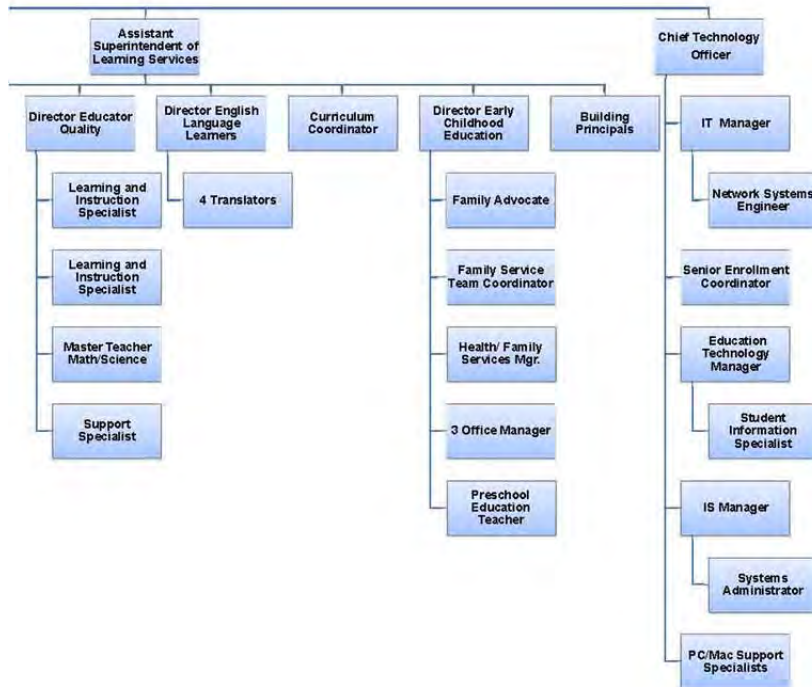 Assistant
Superintendent of
Learning Services
Chief Technology
Officer
Director Educator
Quality
Director English
Language
Learners
Curriculum
Coordinator
Director Early
Childhood
Education
Building
Principals
IT Manager
Learning and
Instruction
Specialist
4 Translators
Family Advocate
Network Systems
Engineer
Learning and
Instruction
Specialist
Family Service
Team Coordinator
Senior Enrollment
Coordinator
Master Teacher
Math/Science
Health/ Family
Services Mgr.
Education
Technology
Manager
Support
Specialist
3 Office Manager
Student
Information
Specialist
Preschool
Education
Teacher
IS Manager
Systems
Administrator
PC/Mac Support
Specialists